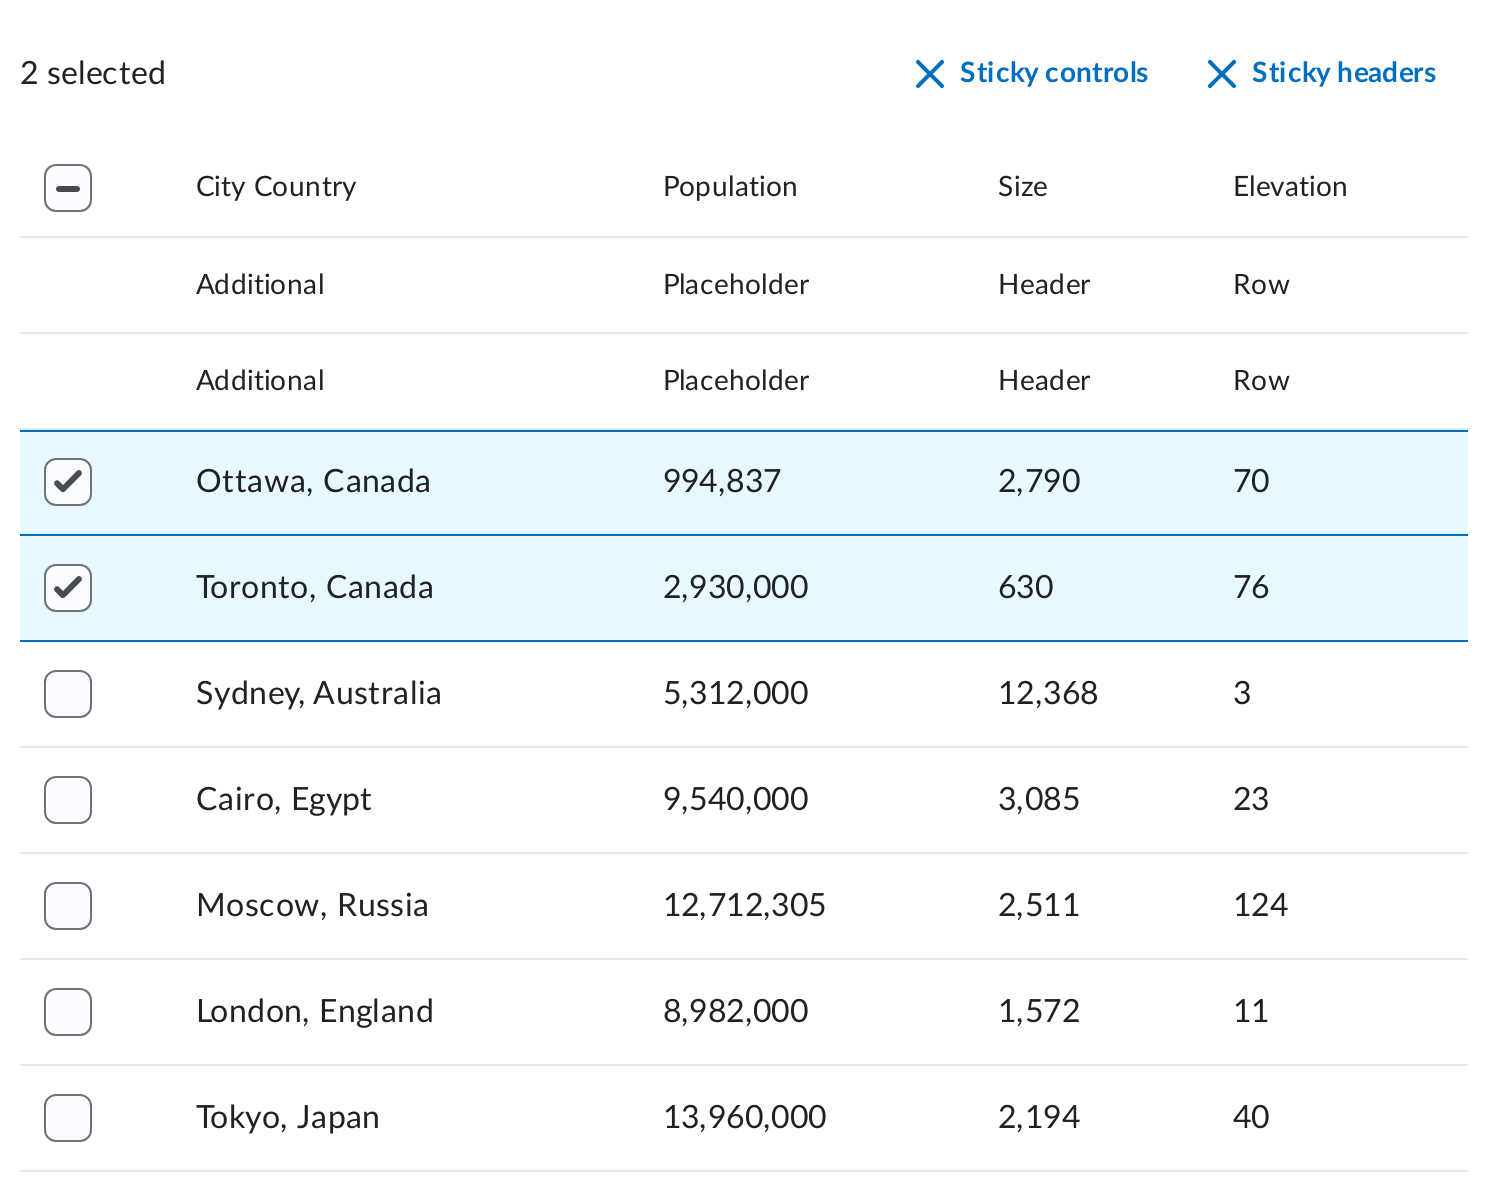 2 selected Sticky controls Sticky headers
City Country Population Size Elevation
Additional Placeholder Header Row
Additional Placeholder Header Row
Ottawa, Canada 994,837 2,790 70
Toronto, Canada 2,930,000 630 76
Sydney, Australia 5,312,000 12,368 3
Cairo, Egypt 9,540,000 3,085 23
Moscow, Russia 12,712,305 2,511 124
London, England 8,982,000 1,572 11
Tokyo, Japan 13,960,000 2,194 40